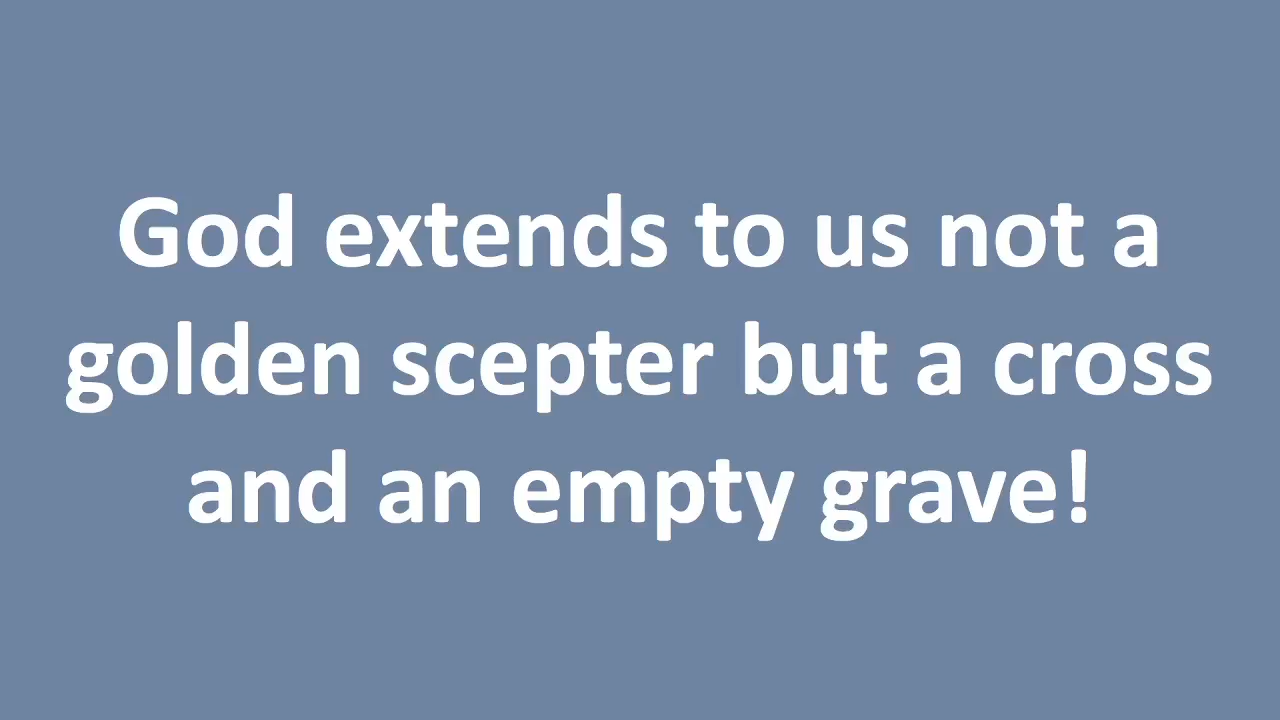 God extends to us not a
golden scepter but a cross
and an empty grave!